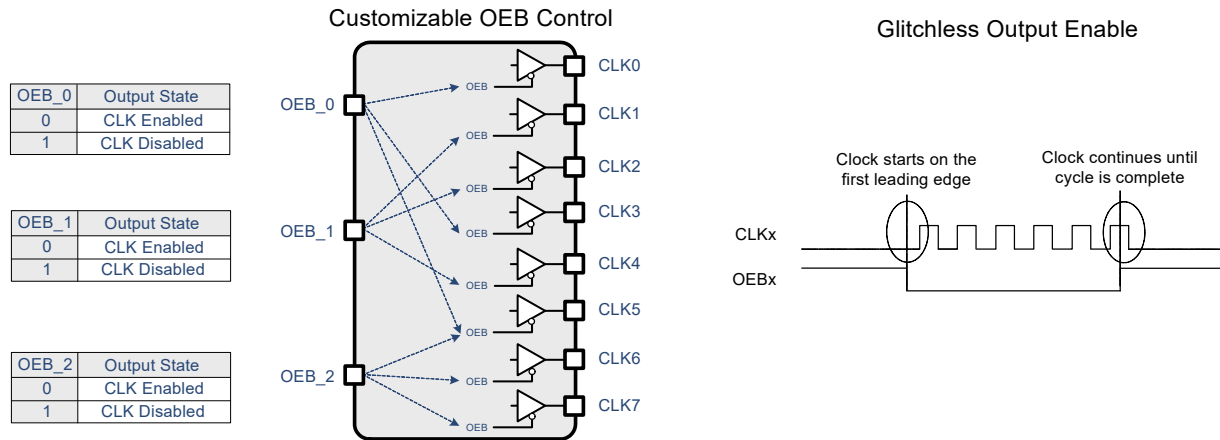 Customizable OEB Control
Glitchless Output Enable
OEB_0 Output State
0 CLK Enabled
1 CLK Disabled
OEB_1 Output State
0 CLK Enabled
1 CLK Disabled
OEB_2 Output State
0 CLK Enabled
1 CLK Disabled
OEB_0
OEB_1
OEB_2
OEB
OEB
OEB
OEB
OEB
OEB
OEB
OEB
CLK0
CLK1
CLK2
CLK3
CLK4
CLK5
CLK6
CLK7
Clock starts on the
first leading edge
Clock continues until
cycle is complete
CLKx
OEBx